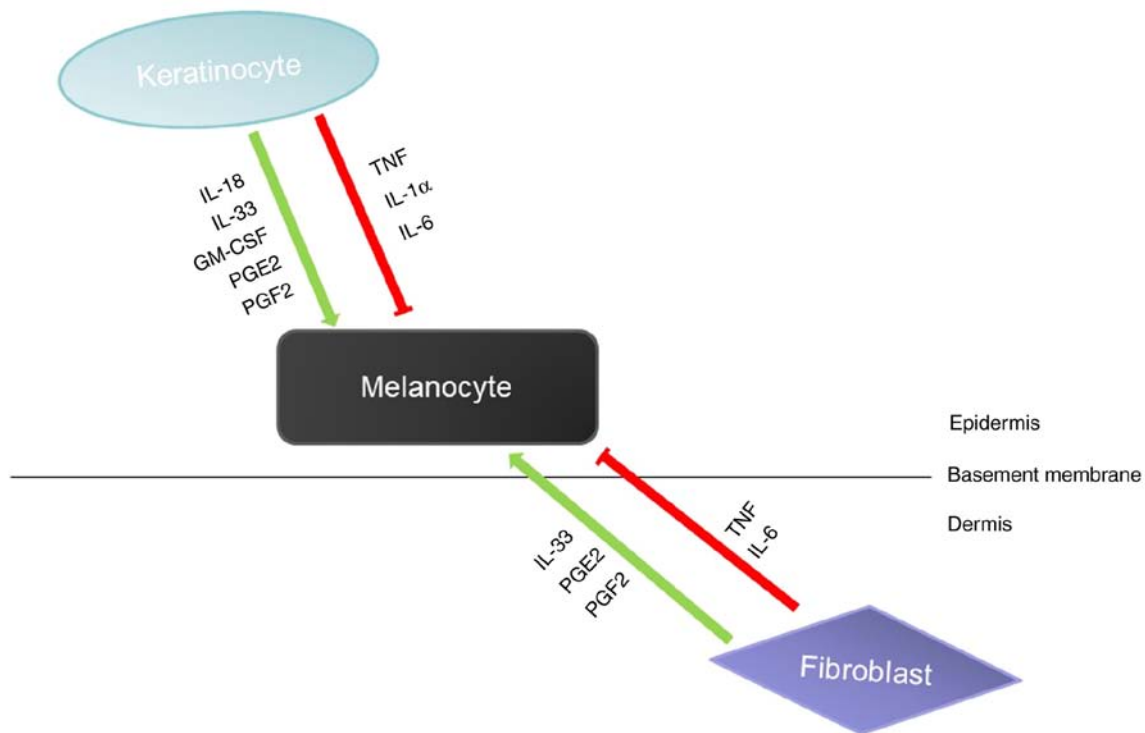 Keratinocyte
IL-18
IL-33
GM-CSF
PGE2
PGF2
TNF
IL-1α
IL-6
Melanocyte
Epidermis
Basement membrane
Dermis
IL-33
PGE2
PGF2
TNF
IL-6
Fibroblast